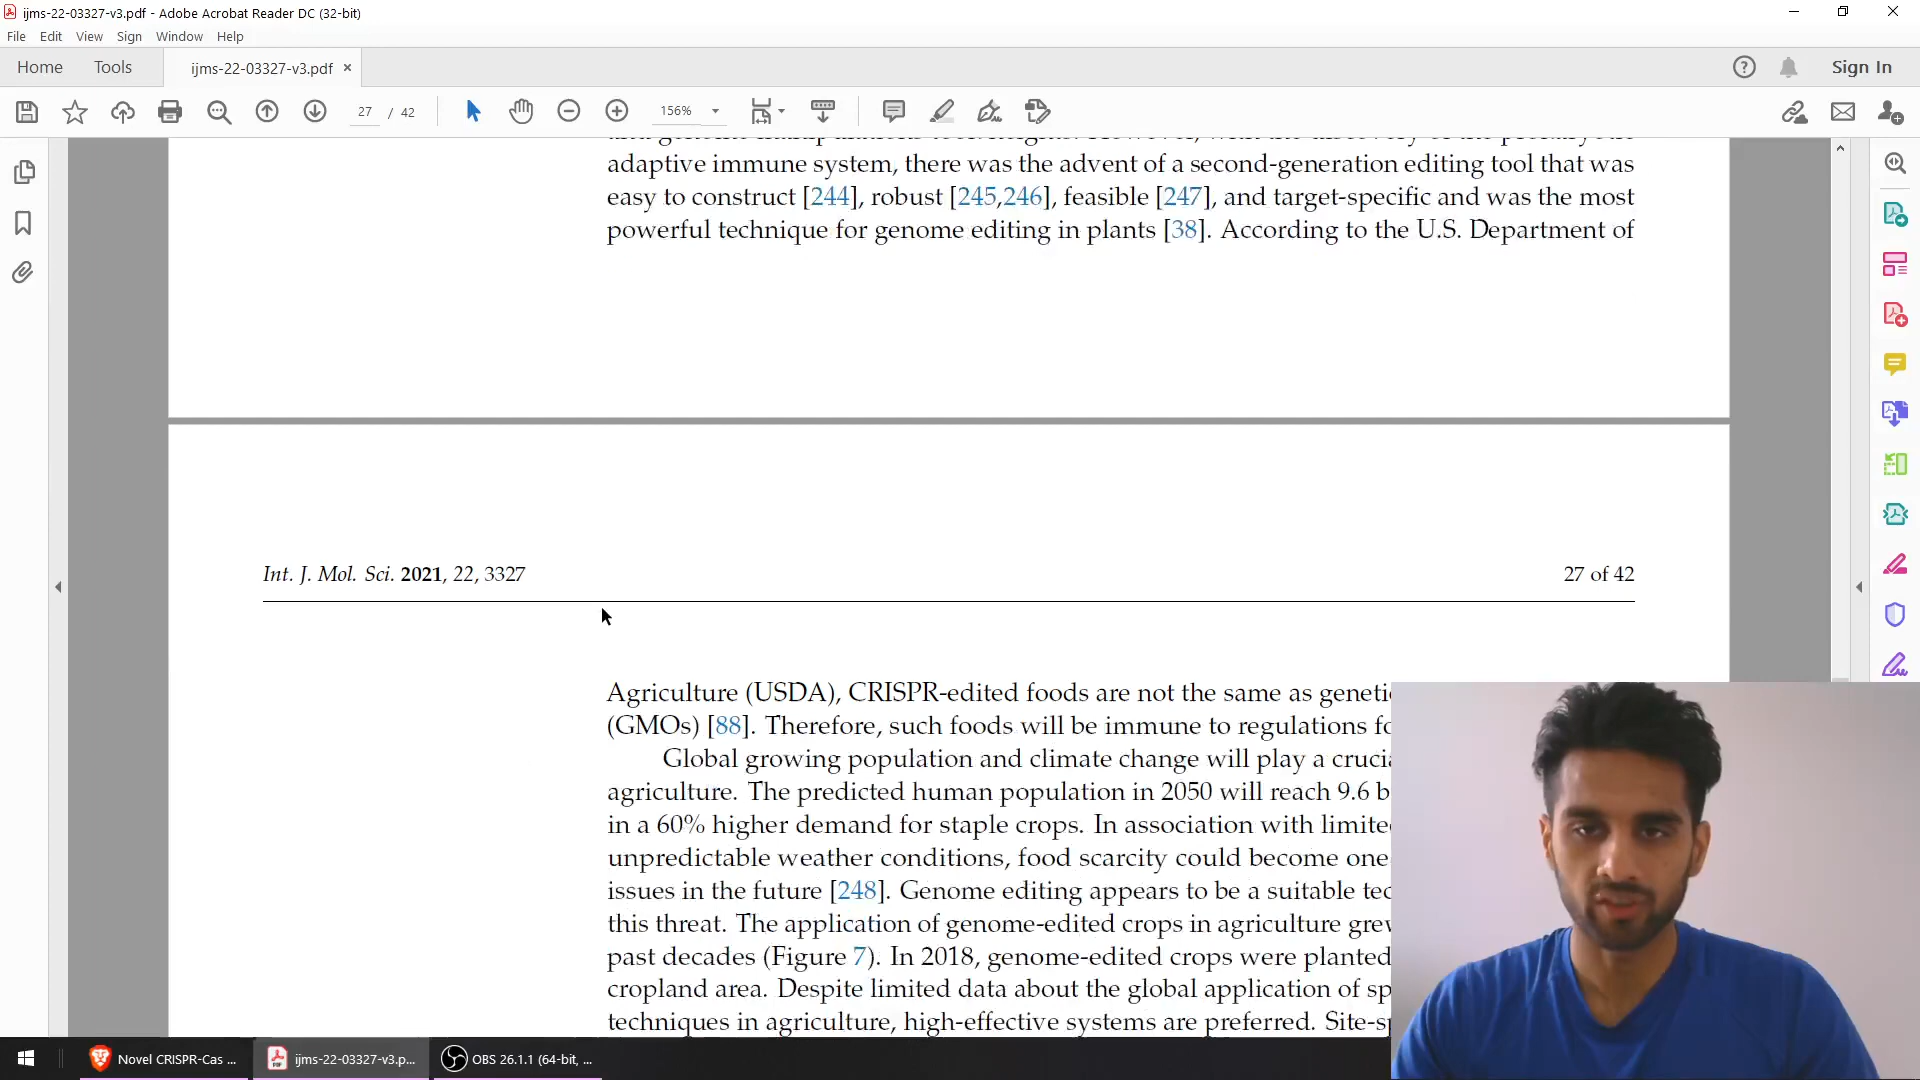 ijms-22-03327-v3.pdf - Adobe Acrobat Reader DC (32-bit)
File Edit View Sign Window Help
Home Tools ijms-22-03327-v3.pdf × Sign In
27 / 42 156%
adaptive immune system, there was the advent of a second-generation editing tool that was
easy to construct [244], robust [245,246], feasible [247], and target-specific and was the most
powerful technique for genome editing in plants [38]. According to the U.S. Department of
Int. J. Mol. Sci. 2021, 22, 3327 27 of 42
Agriculture (USDA), CRISPR-edited foods are not the same as geneti
(GMOs) [88]. Therefore, such foods will be immune to regulations fo
Global growing population and climate change will play a crucia
agriculture. The predicted human population in 2050 will reach 9.6 b
in a 60% higher demand for staple crops. In association with limite
unpredictable weather conditions, food scarcity could become one
issues in the future [248]. Genome editing appears to be a suitable tec
this threat. The application of genome-edited crops in agriculture grew
past decades (Figure 7). In 2018, genome-edited crops were planted
cropland area. Despite limited data about the global application of sp
techniques in agriculture, high-effective systems are preferred. Site-sp
Novel CRISPR-Cas ... ijms-22-03327-v3.p... OBS 26.1.1 (64-bit, ...